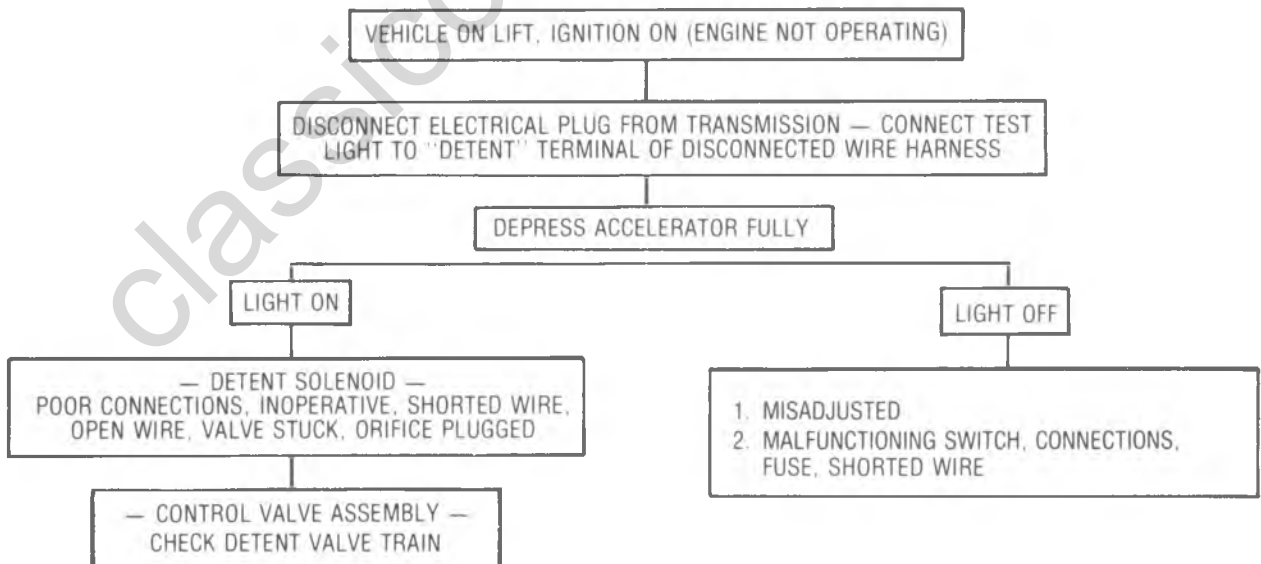 VEHICLE ON LIFT, IGNITION ON (ENGINE NOT OPERATING)
DISCONNECT ELECTRICAL PLUG FROM TRANSMISSION — CONNECT TEST
LIGHT TO "DETENT" TERMINAL OF DISCONNECTED WIRE HARNESS
DEPRESS ACCELERATOR FULLY
LIGHT ON
LIGHT OFF
— DETENT SOLENOID —
POOR CONNECTIONS, INOPERATIVE, SHORTED WIRE,
OPEN WIRE, VALVE STUCK, ORIFICE PLUGGED
1. MISADJUSTED
2. MALFUNCTIONING SWITCH, CONNECTIONS,
FUSE, SHORTED WIRE
— CONTROL VALVE ASSEMBLY —
CHECK DETENT VALVE TRAIN